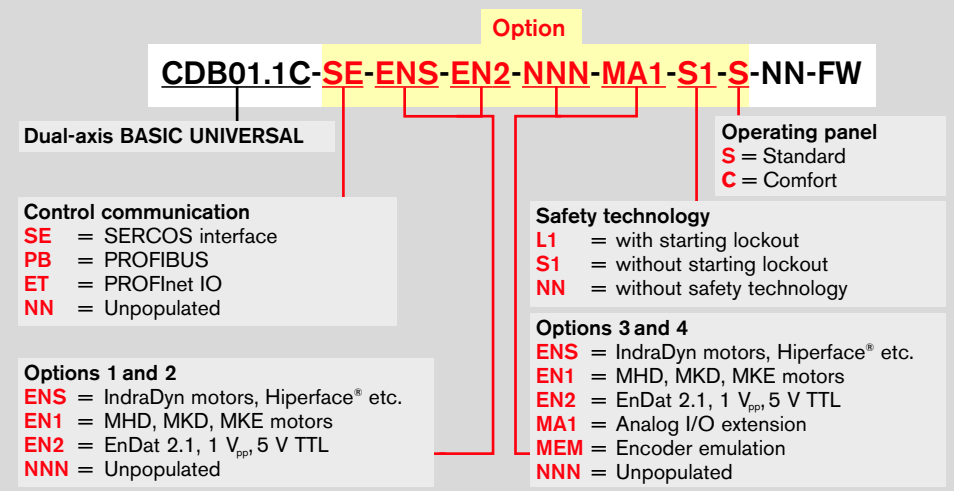 Option
CDB01.1C-SE-ENS-EN2-NNN-MA1-S1-S-NN-FW
Dual-axis BASIC UNIVERSAL
Operating panel
S = Standard
C = Comfort
Control communication
SE = SERCOS interface
PB = PROFIBUS
ET = PROFInet IO
NN = Unpopulated
Safety technology
L1 = with starting lockout
S1 = without starting lockout
NN = without safety technology
Options 1 and 2
ENS = IndraDyn motors, Hiperface® etc.
EN1 = MHD, MKD, MKE motors
EN2 = EnDat 2.1, 1 Vpp, 5 V TTL
NNN = Unpopulated
Options 3 and 4
ENS = IndraDyn motors, Hiperface® etc.
EN1 = MHD, MKD, MKE motors
EN2 = EnDat 2.1, 1 Vpp, 5 V TTL
MA1 = Analog I/O extension
MEM = Encoder emulation
NNN = Unpopulated